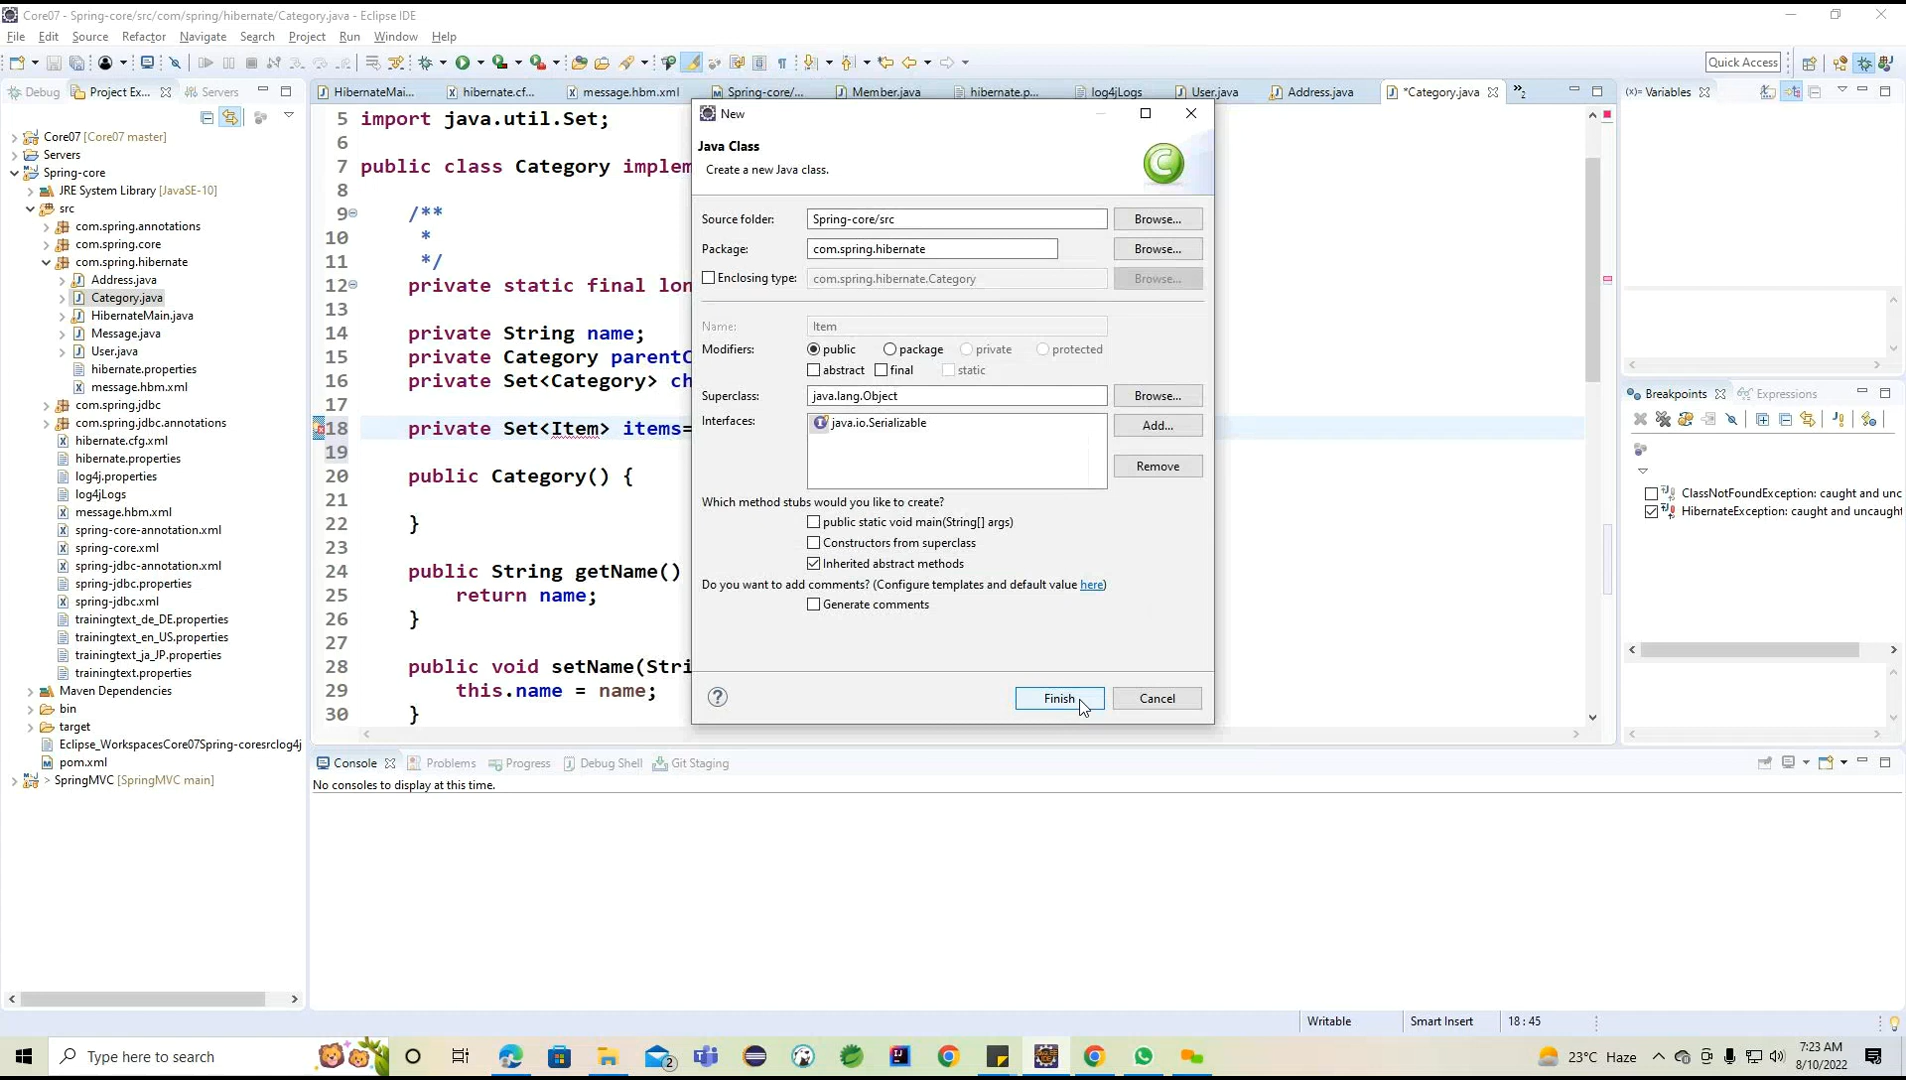 Core07 - Spring-core/src/com/spring/hibernate/Category.java - Eclipse IDE
File Edit Source Refactor Navigate Search Project Run Window Help
Quick Access
Debug Project Ex... Servers
HibernateMai... hibernate.cf... message.hbm.xml Spring-core/... Member.java hibernate.p... log4jLogs User.java Address.java *Category.java
(x)= Variables
Core07 [Core07 master]
Servers
Spring-core
JRE System Library [JavaSE-10]
src
com.spring.annotations
com.spring.core
com.spring.hibernate
Address.java
Category.java
HibernateMain.java
Message.java
User.java
hibernate.properties
message.hbm.xml
com.spring.jdbc
com.spring.jdbc.annotations
hibernate.cfg.xml
hibernate.properties
log4j.properties
log4jLogs
message.hbm.xml
spring-core-annotation.xml
spring-core.xml
spring-jdbc-annotation.xml
spring-jdbc.properties
spring-jdbc.xml
trainingtext_de_DE.properties
trainingtext_en_US.properties
trainingtext_ja_JP.properties
trainingtext.properties
Maven Dependencies
bin
target
Eclipse_WorkspacesCore07Spring-coresrclog4j
pom.xml
> SpringMVC [SpringMVC main]
5 import java.util.Set;
6
7 public class Category implem
8
9 /**
10 *
11 */
12 private static final lon
13
14 private String name;
15 private Category parentC
16 private Set<Category> ch
17
18 private Set<Item> items=
19
20 public Category() {
21
22 }
23
24 public String getName()
25 return name;
26 }
27
28 public void setName(Stri
29 this.name = name;
30 }
New
Java Class
Create a new Java class.
Source folder: Spring-core/src Browse...
Package: com.spring.hibernate Browse...
Enclosing type: com.spring.hibernate.Category Browse...
Name: Item
Modifiers: public package private protected
abstract final static
Superclass: java.lang.Object Browse...
Interfaces: java.io.Serializable Add...
Remove
Which method stubs would you like to create?
public static void main(String[] args)
Constructors from superclass
Inherited abstract methods
Do you want to add comments? (Configure templates and default value here)
Generate comments
Finish Cancel
Breakpoints Expressions
ClassNotFoundException: caught and unc
HibernateException: caught and uncaught
Console Problems Progress Debug Shell Git Staging
No consoles to display at this time.
Writable Smart Insert 18 : 45
Type here to search
2
23°C Haze
7:23 AM
8/10/2022